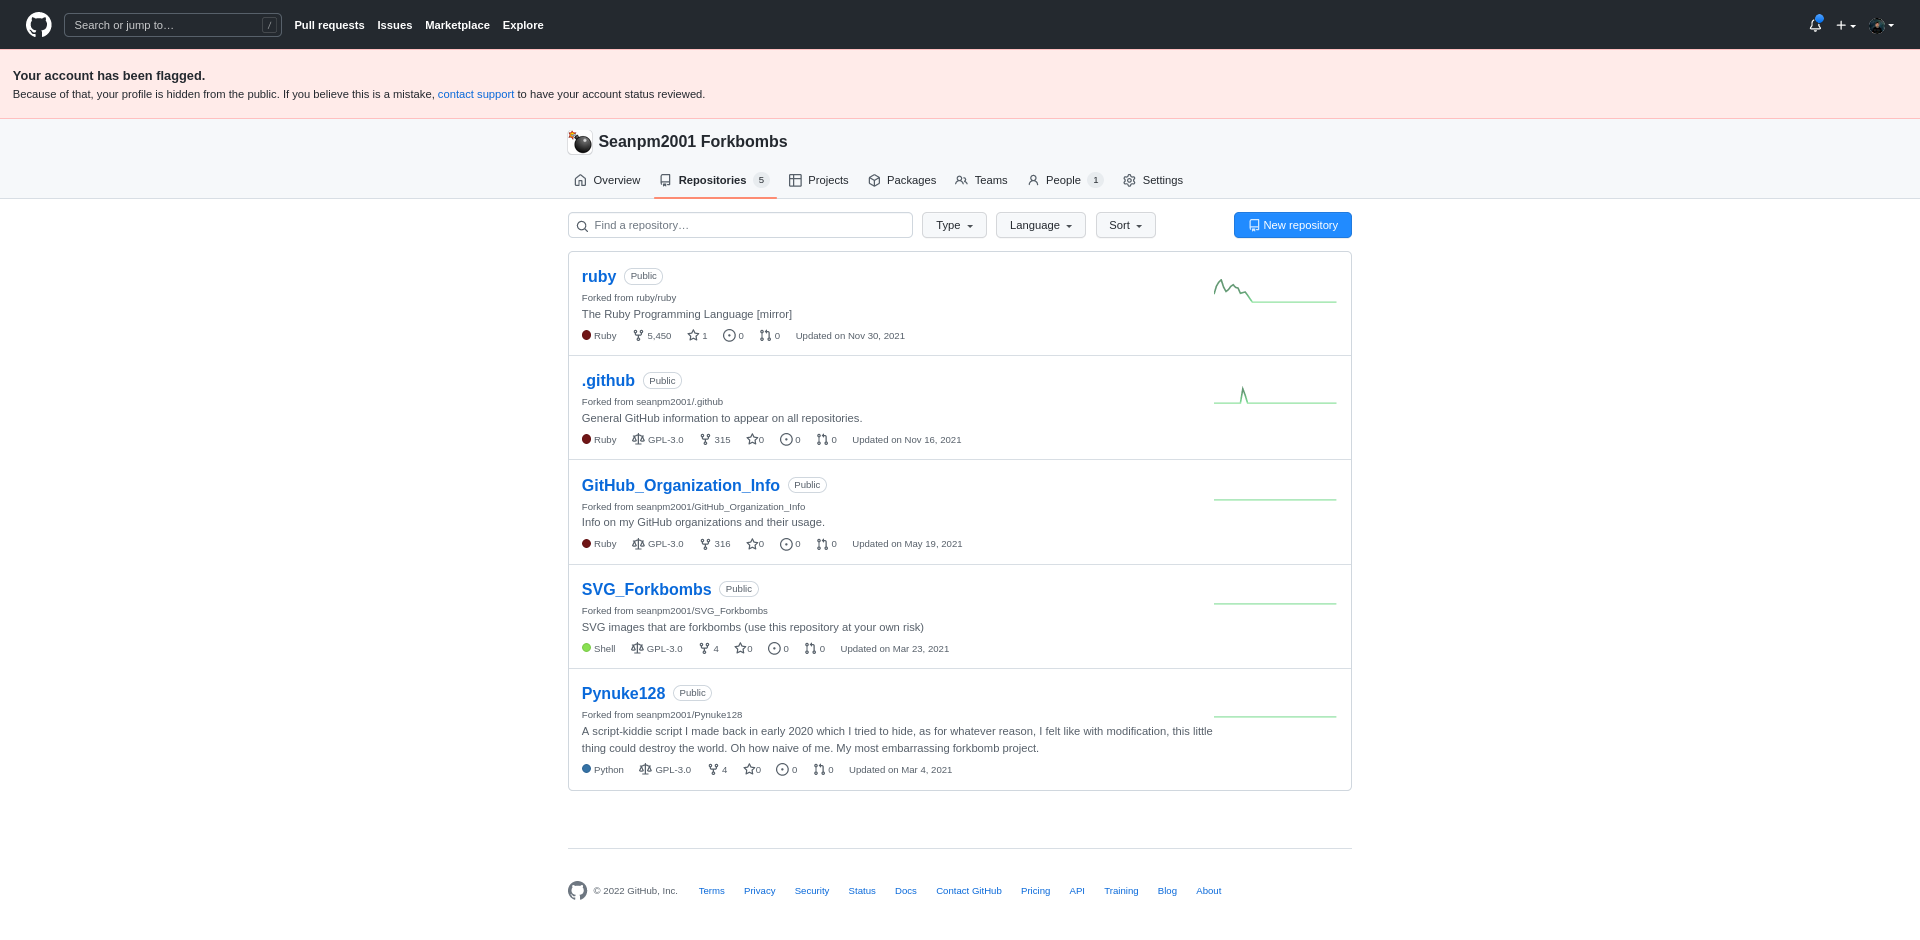 Search or jump to… /
Pull requests Issues Marketplace Explore
Your account has been flagged.
Because of that, your profile is hidden from the public. If you believe this is a mistake, contact support to have your account status reviewed.
Seanpm2001 Forkbombs
Overview Repositories 5 Projects Packages Teams People 1 Settings
Find a repository… Type Language Sort New repository
ruby Public
Forked from ruby/ruby
The Ruby Programming Language [mirror]
Ruby 5,450 1 0 0 Updated on Nov 30, 2021
.github Public
Forked from seanpm2001/.github
General GitHub information to appear on all repositories.
Ruby GPL-3.0 315 0 0 0 Updated on Nov 16, 2021
GitHub_Organization_Info Public
Forked from seanpm2001/GitHub_Organization_Info
Info on my GitHub organizations and their usage.
Ruby GPL-3.0 316 0 0 0 Updated on May 19, 2021
SVG_Forkbombs Public
Forked from seanpm2001/SVG_Forkbombs
SVG images that are forkbombs (use this repository at your own risk)
Shell GPL-3.0 4 0 0 0 Updated on Mar 23, 2021
Pynuke128 Public
Forked from seanpm2001/Pynuke128
A script-kiddie script I made back in early 2020 which I tried to hide, as for whatever reason, I felt like with modification, this little
thing could destroy the world. Oh how naive of me. My most embarrassing forkbomb project.
Python GPL-3.0 4 0 0 0 Updated on Mar 4, 2021
© 2022 GitHub, Inc. Terms Privacy Security Status Docs Contact GitHub Pricing API Training Blog About